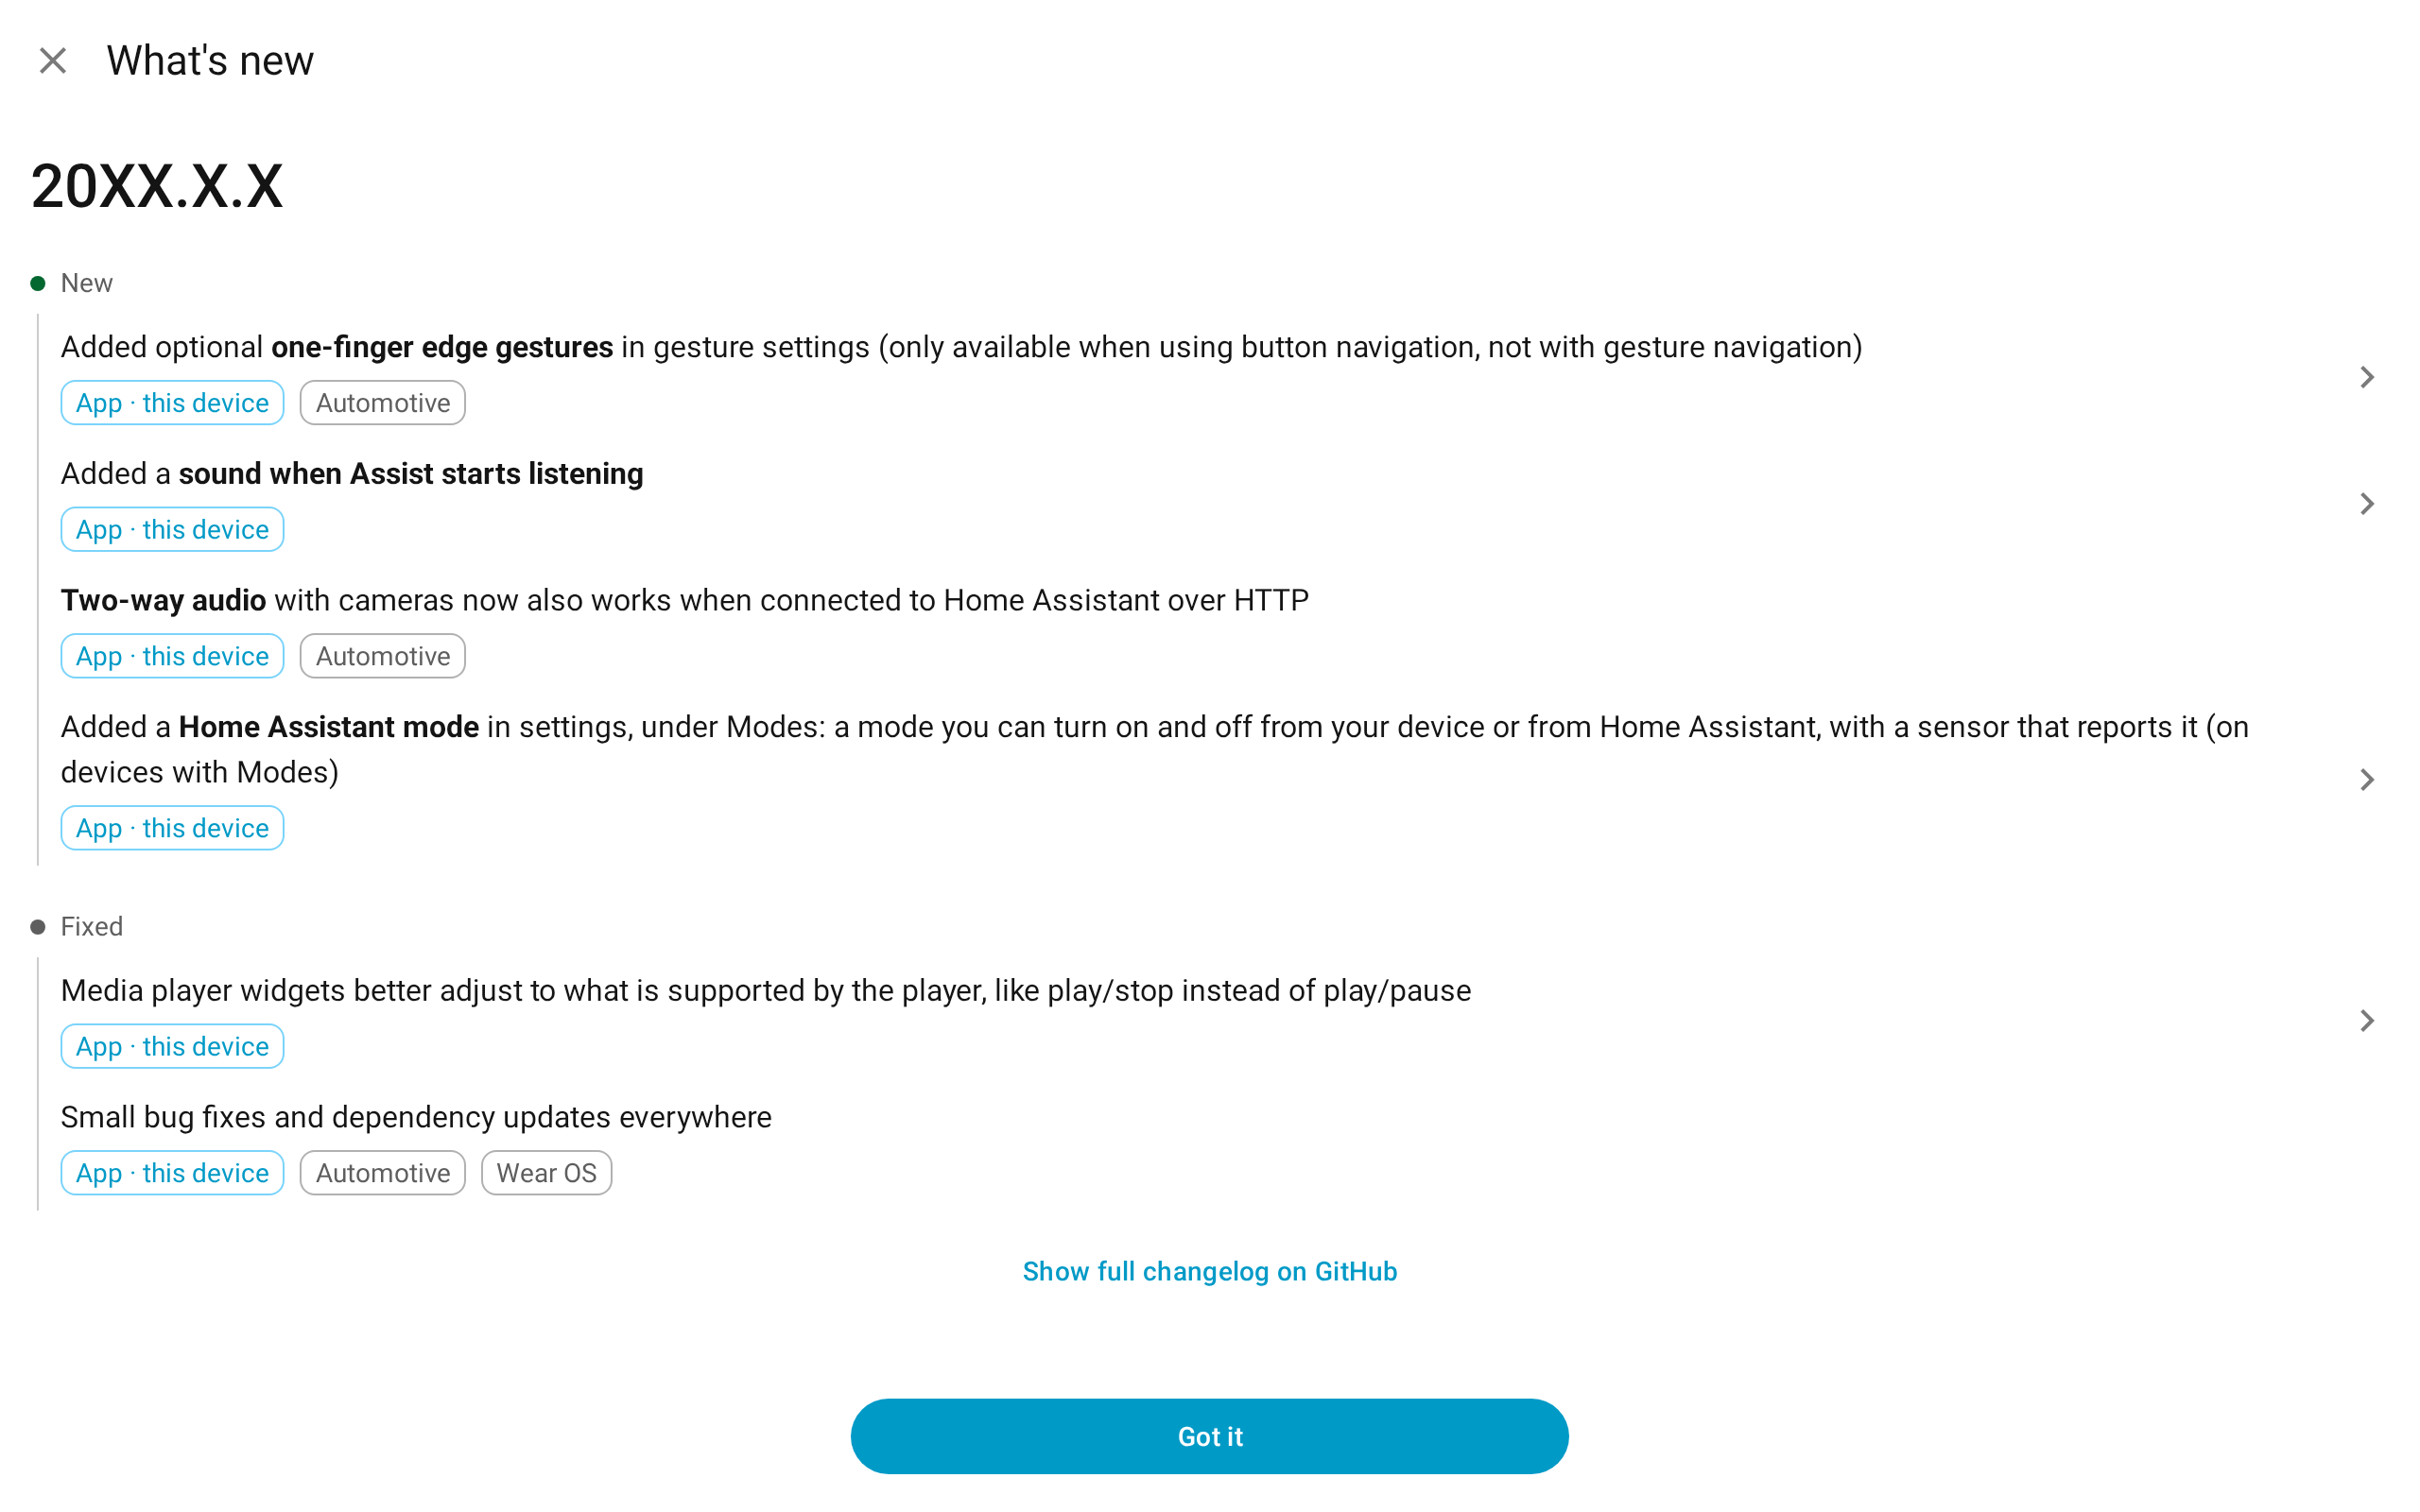 What's new
20XX.X.X
New
Added optional one-finger edge gestures in gesture settings (only available when using button navigation, not with gesture navigation)
App · this device Automotive
Added a sound when Assist starts listening
App · this device
Two-way audio with cameras now also works when connected to Home Assistant over HTTP
App · this device Automotive
Added a Home Assistant mode in settings, under Modes: a mode you can turn on and off from your device or from Home Assistant, with a sensor that reports it (on
devices with Modes)
App · this device
Fixed
Media player widgets better adjust to what is supported by the player, like play/stop instead of play/pause
App · this device
Small bug fixes and dependency updates everywhere
App · this device Automotive Wear OS
Show full changelog on GitHub
Got it